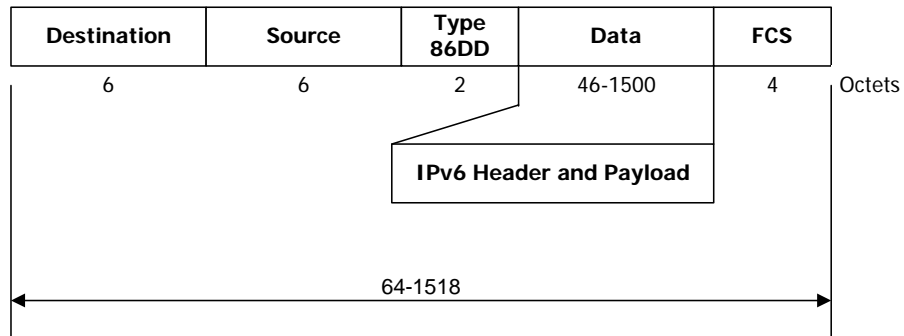 Destination Source Type 86DD Data FCS
6 6 2 46-1500 4 Octets
IPv6 Header and Payload
64-1518